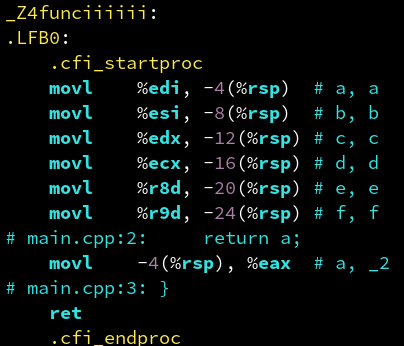 _Z4funciiiiii:
.LFB0:
    .cfi_startproc
    movl    %edi, -4(%rsp)  # a, a
    movl    %esi, -8(%rsp)  # b, b
    movl    %edx, -12(%rsp) # c, c
    movl    %ecx, -16(%rsp) # d, d
    movl    %r8d, -20(%rsp) # e, e
    movl    %r9d, -24(%rsp) # f, f
# main.cpp:2:     return a;
    movl    -4(%rsp), %eax  # a, _2
# main.cpp:3: }
    ret
    .cfi_endproc